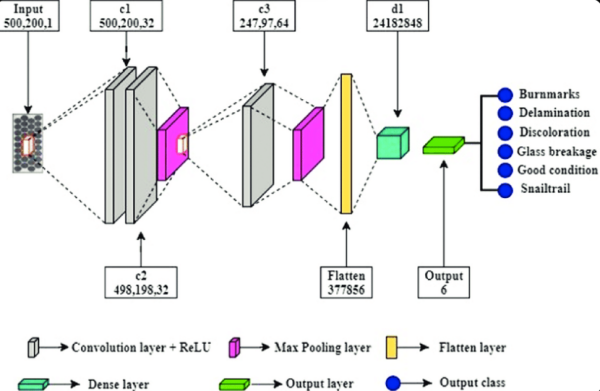 Input
500,200,1
c1
500,200,32
c3
247,97,64
d1
24182848
Burnmarks
Delamination
Discoloration
Glass breakage
Good condition
Snailtrail
c2
498,198,32
Flatten
377856
Output
6
Convolution layer + ReLU
Max Pooling layer
Flatten layer
Dense layer
Output layer
Output class